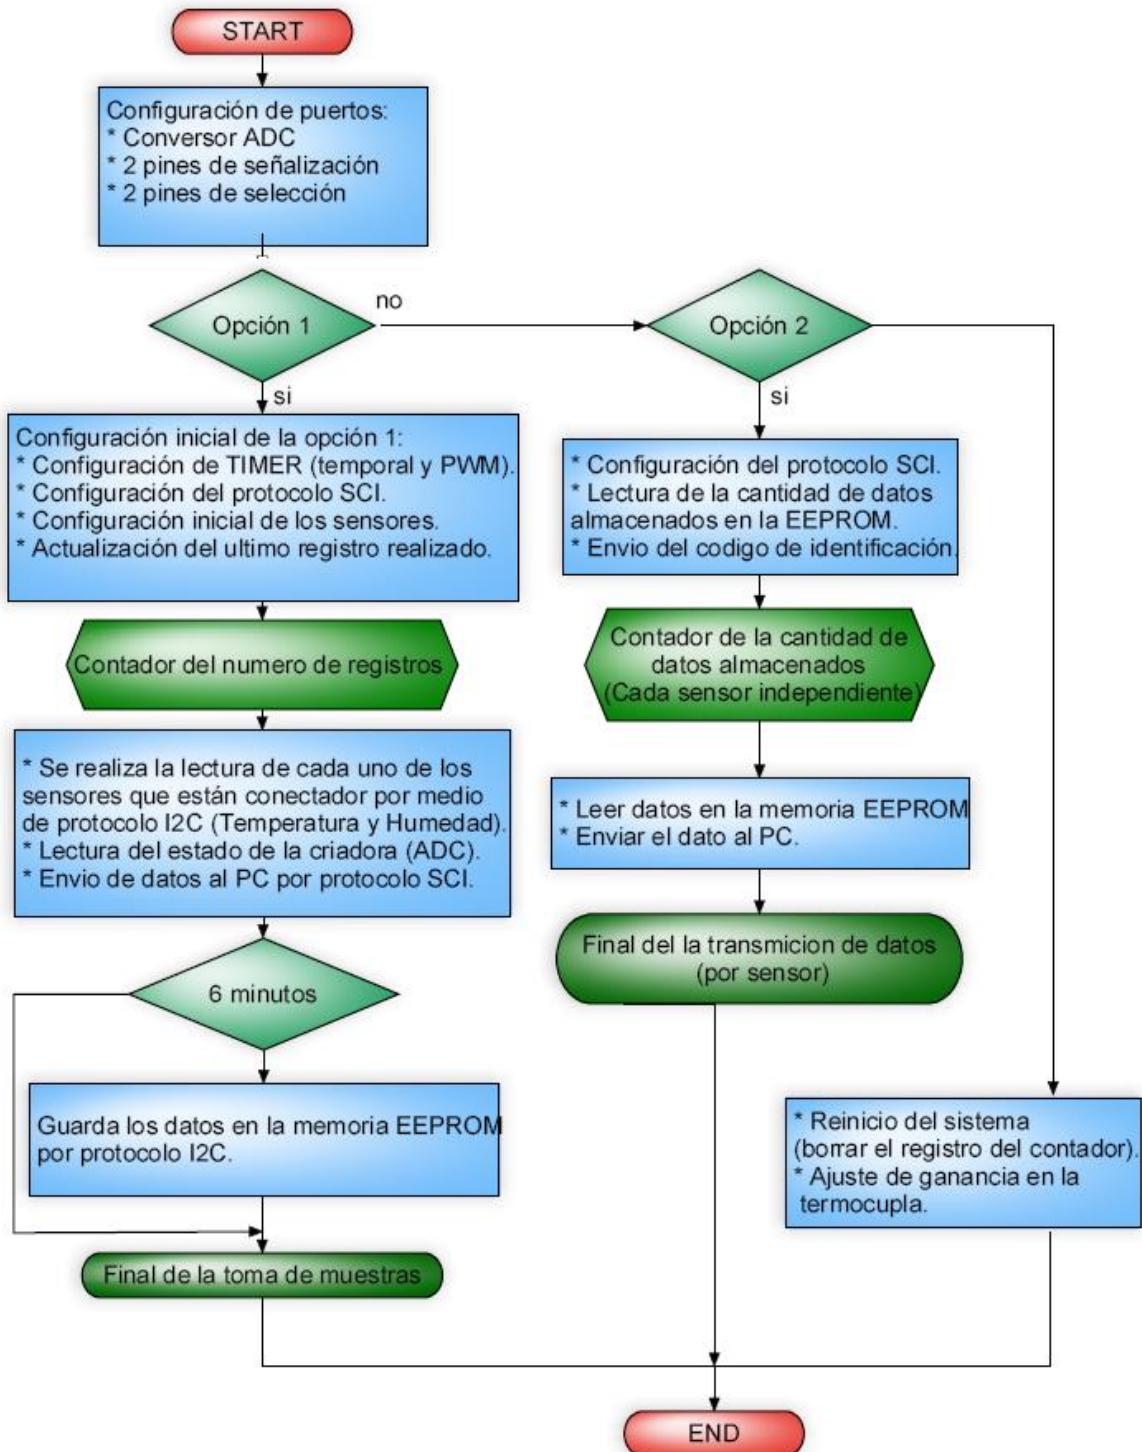 START
Configuración de puertos:
* Conversor ADC
* 2 pines de señalización
* 2 pines de selección
Opción 1
no
Opción 2
si
si
Configuración inicial de la opción 1:
* Configuración de TIMER (temporal y PWM).
* Configuración del protocolo SCI.
* Configuración inicial de los sensores.
* Actualización del ultimo registro realizado.
* Configuración del protocolo SCI.
* Lectura de la cantidad de datos
almacenados en la EEPROM.
* Envio del codigo de identificación.
Contador del numero de registros
Contador de la cantidad de
datos almacenados
(Cada sensor independiente)
* Se realiza la lectura de cada uno de los
sensores que están conectador por medio
de protocolo I2C (Temperatura y Humedad).
* Lectura del estado de la criadora (ADC).
* Envio de datos al PC por protocolo SCI.
* Leer datos en la memoria EEPROM
* Enviar el dato al PC.
Final del la transmicion de datos
(por sensor)
6 minutos
Guarda los datos en la memoria EEPROM
por protocolo I2C.
* Reinicio del sistema
(borrar el registro del contador).
* Ajuste de ganancia en la
termocupla.
Final de la toma de muestras
END